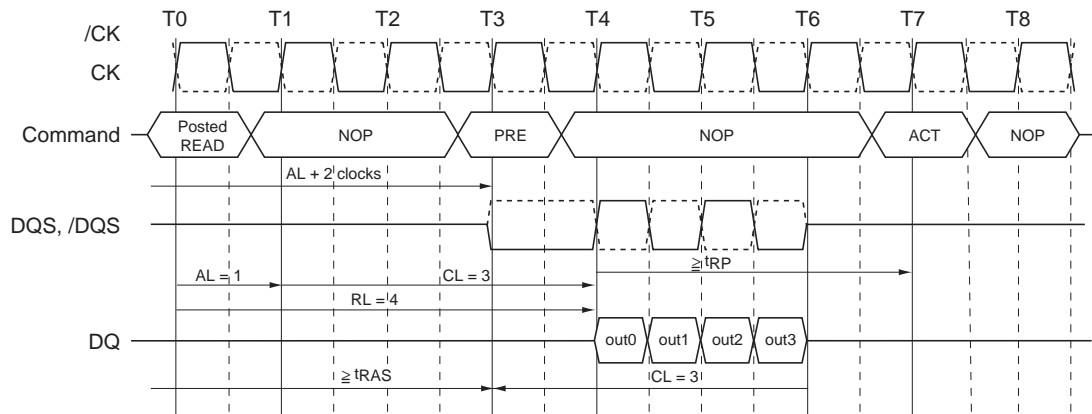 T0 T1 T2 T3 T4 T5 T6 T7 T8
/CK
CK
Command Posted READ NOP PRE NOP ACT NOP
AL + 2 clocks
DQS, /DQS
≧ tRP
AL = 1 CL = 3
RL = 4
DQ out0 out1 out2 out3
≧ tRAS CL = 3